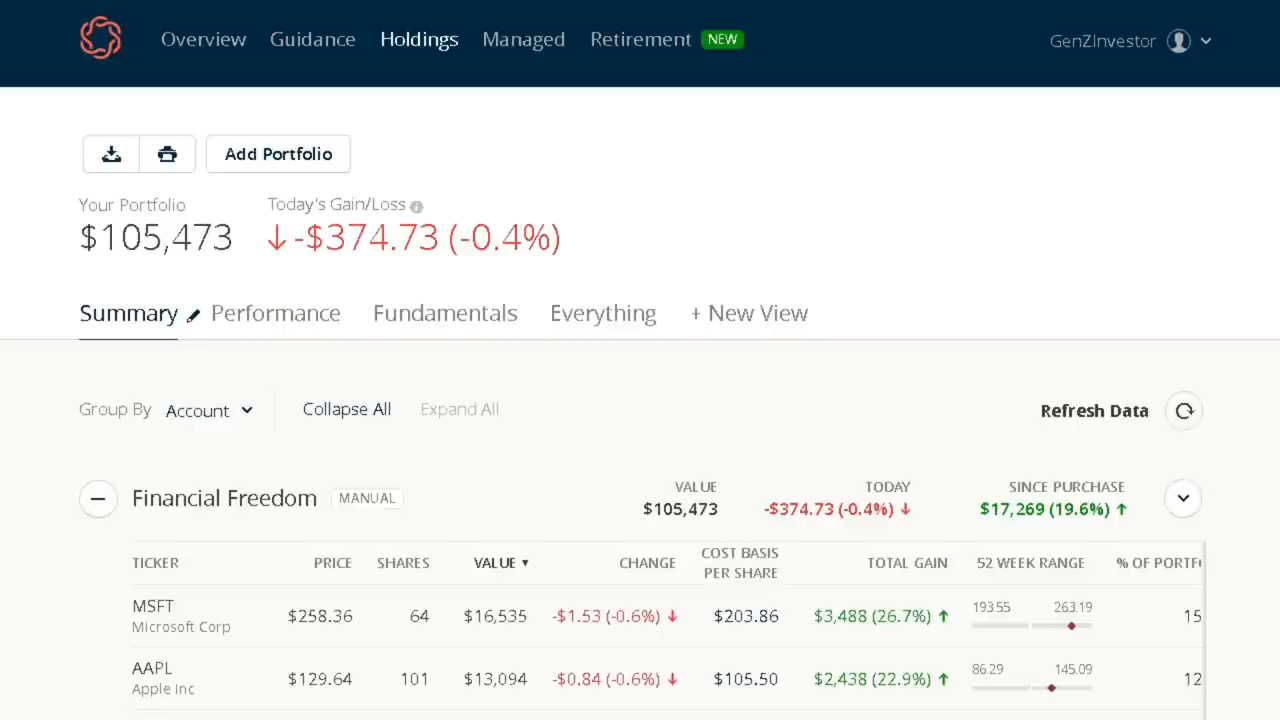 Overview Guidance Holdings Managed Retirement NEW GenZInvestor
Add Portfolio
Your Portfolio Today's Gain/Loss
$105,473 -$374.73 (-0.4%)
Summary Performance Fundamentals Everything + New View
Group By Account Collapse All Expand All Refresh Data
Financial Freedom MANUAL
VALUE TODAY SINCE PURCHASE
$105,473 -$374.73 (-0.4%) ↓ $17,269 (19.6%) ↑
TICKER PRICE SHARES VALUE ▼ CHANGE COST BASIS PER SHARE TOTAL GAIN 52 WEEK RANGE % OF PORTF
MSFT $258.36 64 $16,535 -$1.53 (-0.6%) ↓ $203.86 $3,488 (26.7%) ↑ 193.55 263.19 15
Microsoft Corp
AAPL $129.64 101 $13,094 -$0.84 (-0.6%) ↓ $105.50 $2,438 (22.9%) ↑ 86.29 145.09 12
Apple Inc